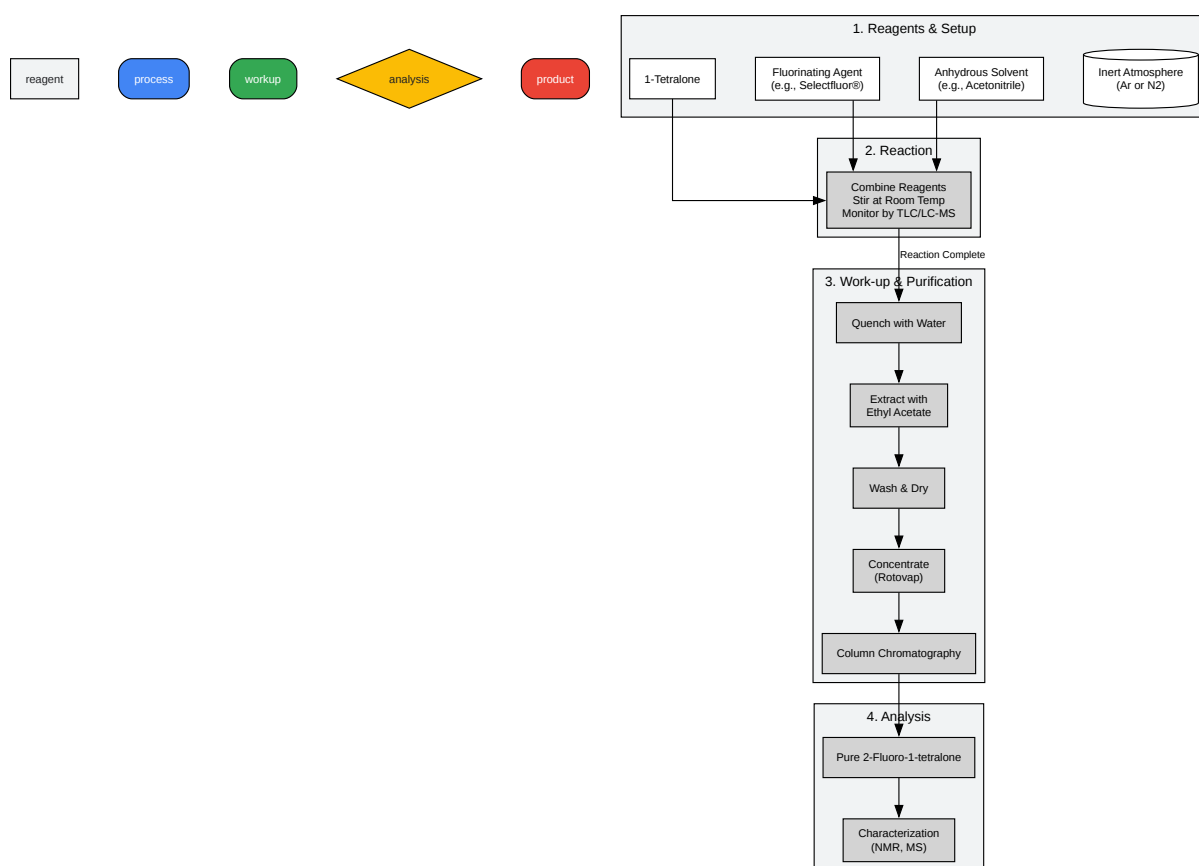 reagent
process
workup
analysis
product
1. Reagents & Setup
1-Tetralone
Fluorinating Agent
(e.g., Selectfluor®)
Anhydrous Solvent
(e.g., Acetonitrile)
Inert Atmosphere
(Ar or N2)
2. Reaction
Combine Reagents
Stir at Room Temp
Monitor by TLC/LC-MS
Reaction Complete
3. Work-up & Purification
Quench with Water
Extract with
Ethyl Acetate
Wash & Dry
Concentrate
(Rotovap)
Column Chromatography
4. Analysis
Pure 2-Fluoro-1-tetralone
Characterization
(NMR, MS)